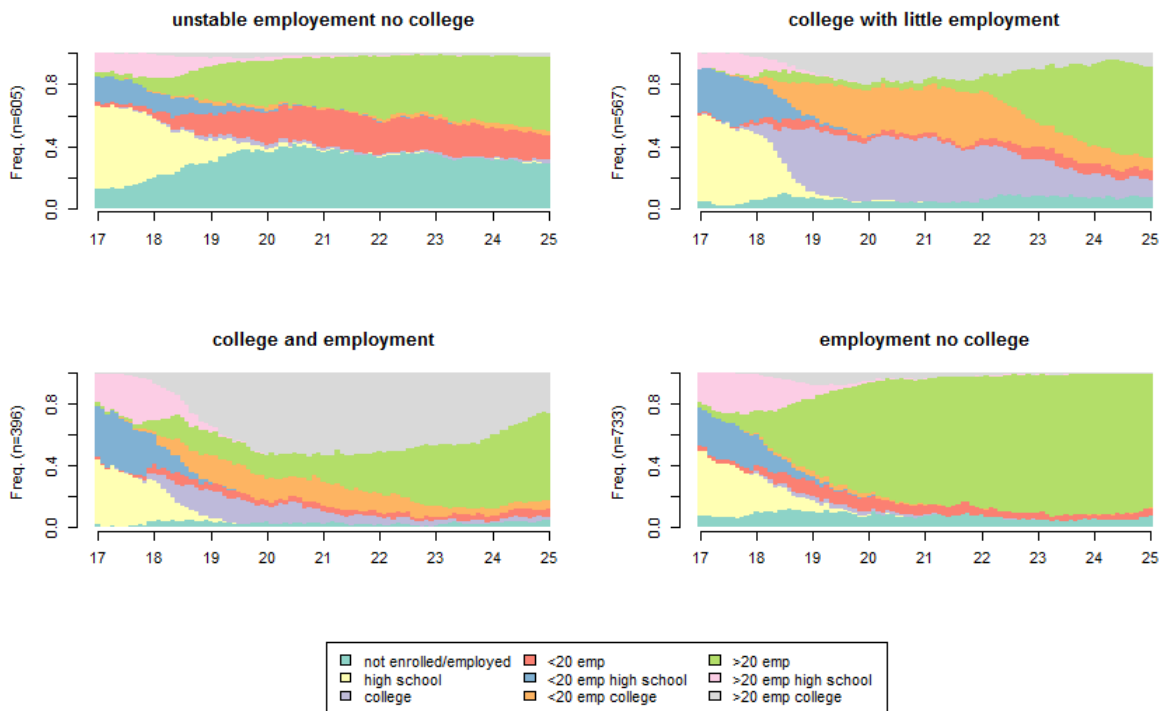 unstable employement no college
college with little employment
Freq. (n=605)
0.0 0.4 0.8
17 18 19 20 21 22 23 24 25
Freq. (n=567)
0.0 0.4 0.8
17 18 19 20 21 22 23 24 25
college and employment
employment no college
Freq. (n=396)
0.0 0.4 0.8
17 18 19 20 21 22 23 24 25
Freq. (n=733)
0.0 0.4 0.8
17 18 19 20 21 22 23 24 25
not enrolled/employed <20 emp >20 emp
high school <20 emp high school >20 emp high school
college <20 emp college >20 emp college